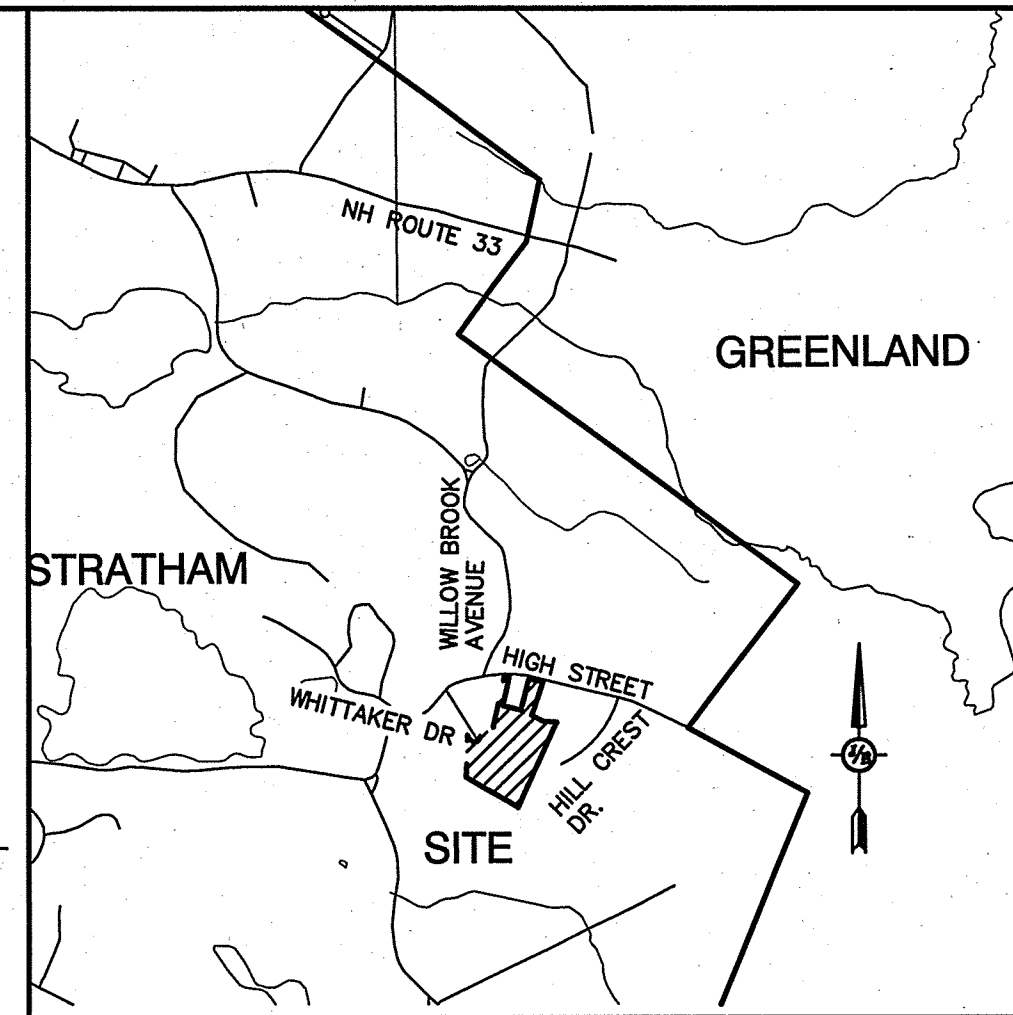 NH ROUTE 33
GREENLAND
WILLOW BROOK
AVENUE
STRATHAM
HIGH STREET
WHITTAKER DR
HILL CREST
DR.
SITE